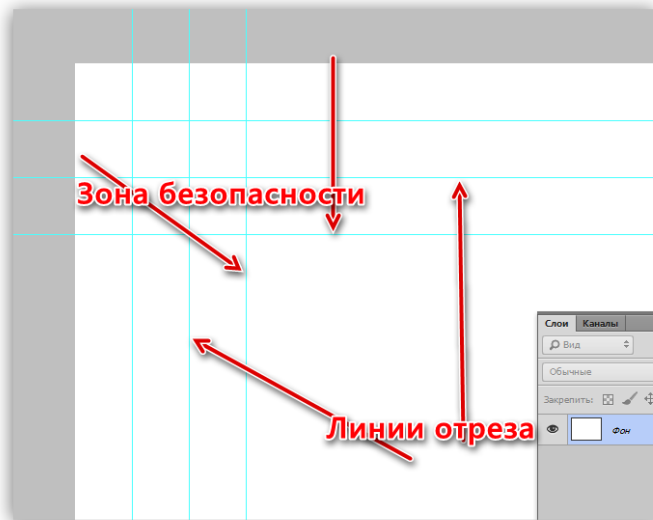 Зона безопасности
Слои Каналы
Вид
Обычные
Закрепить:
Линии отреза
Фон